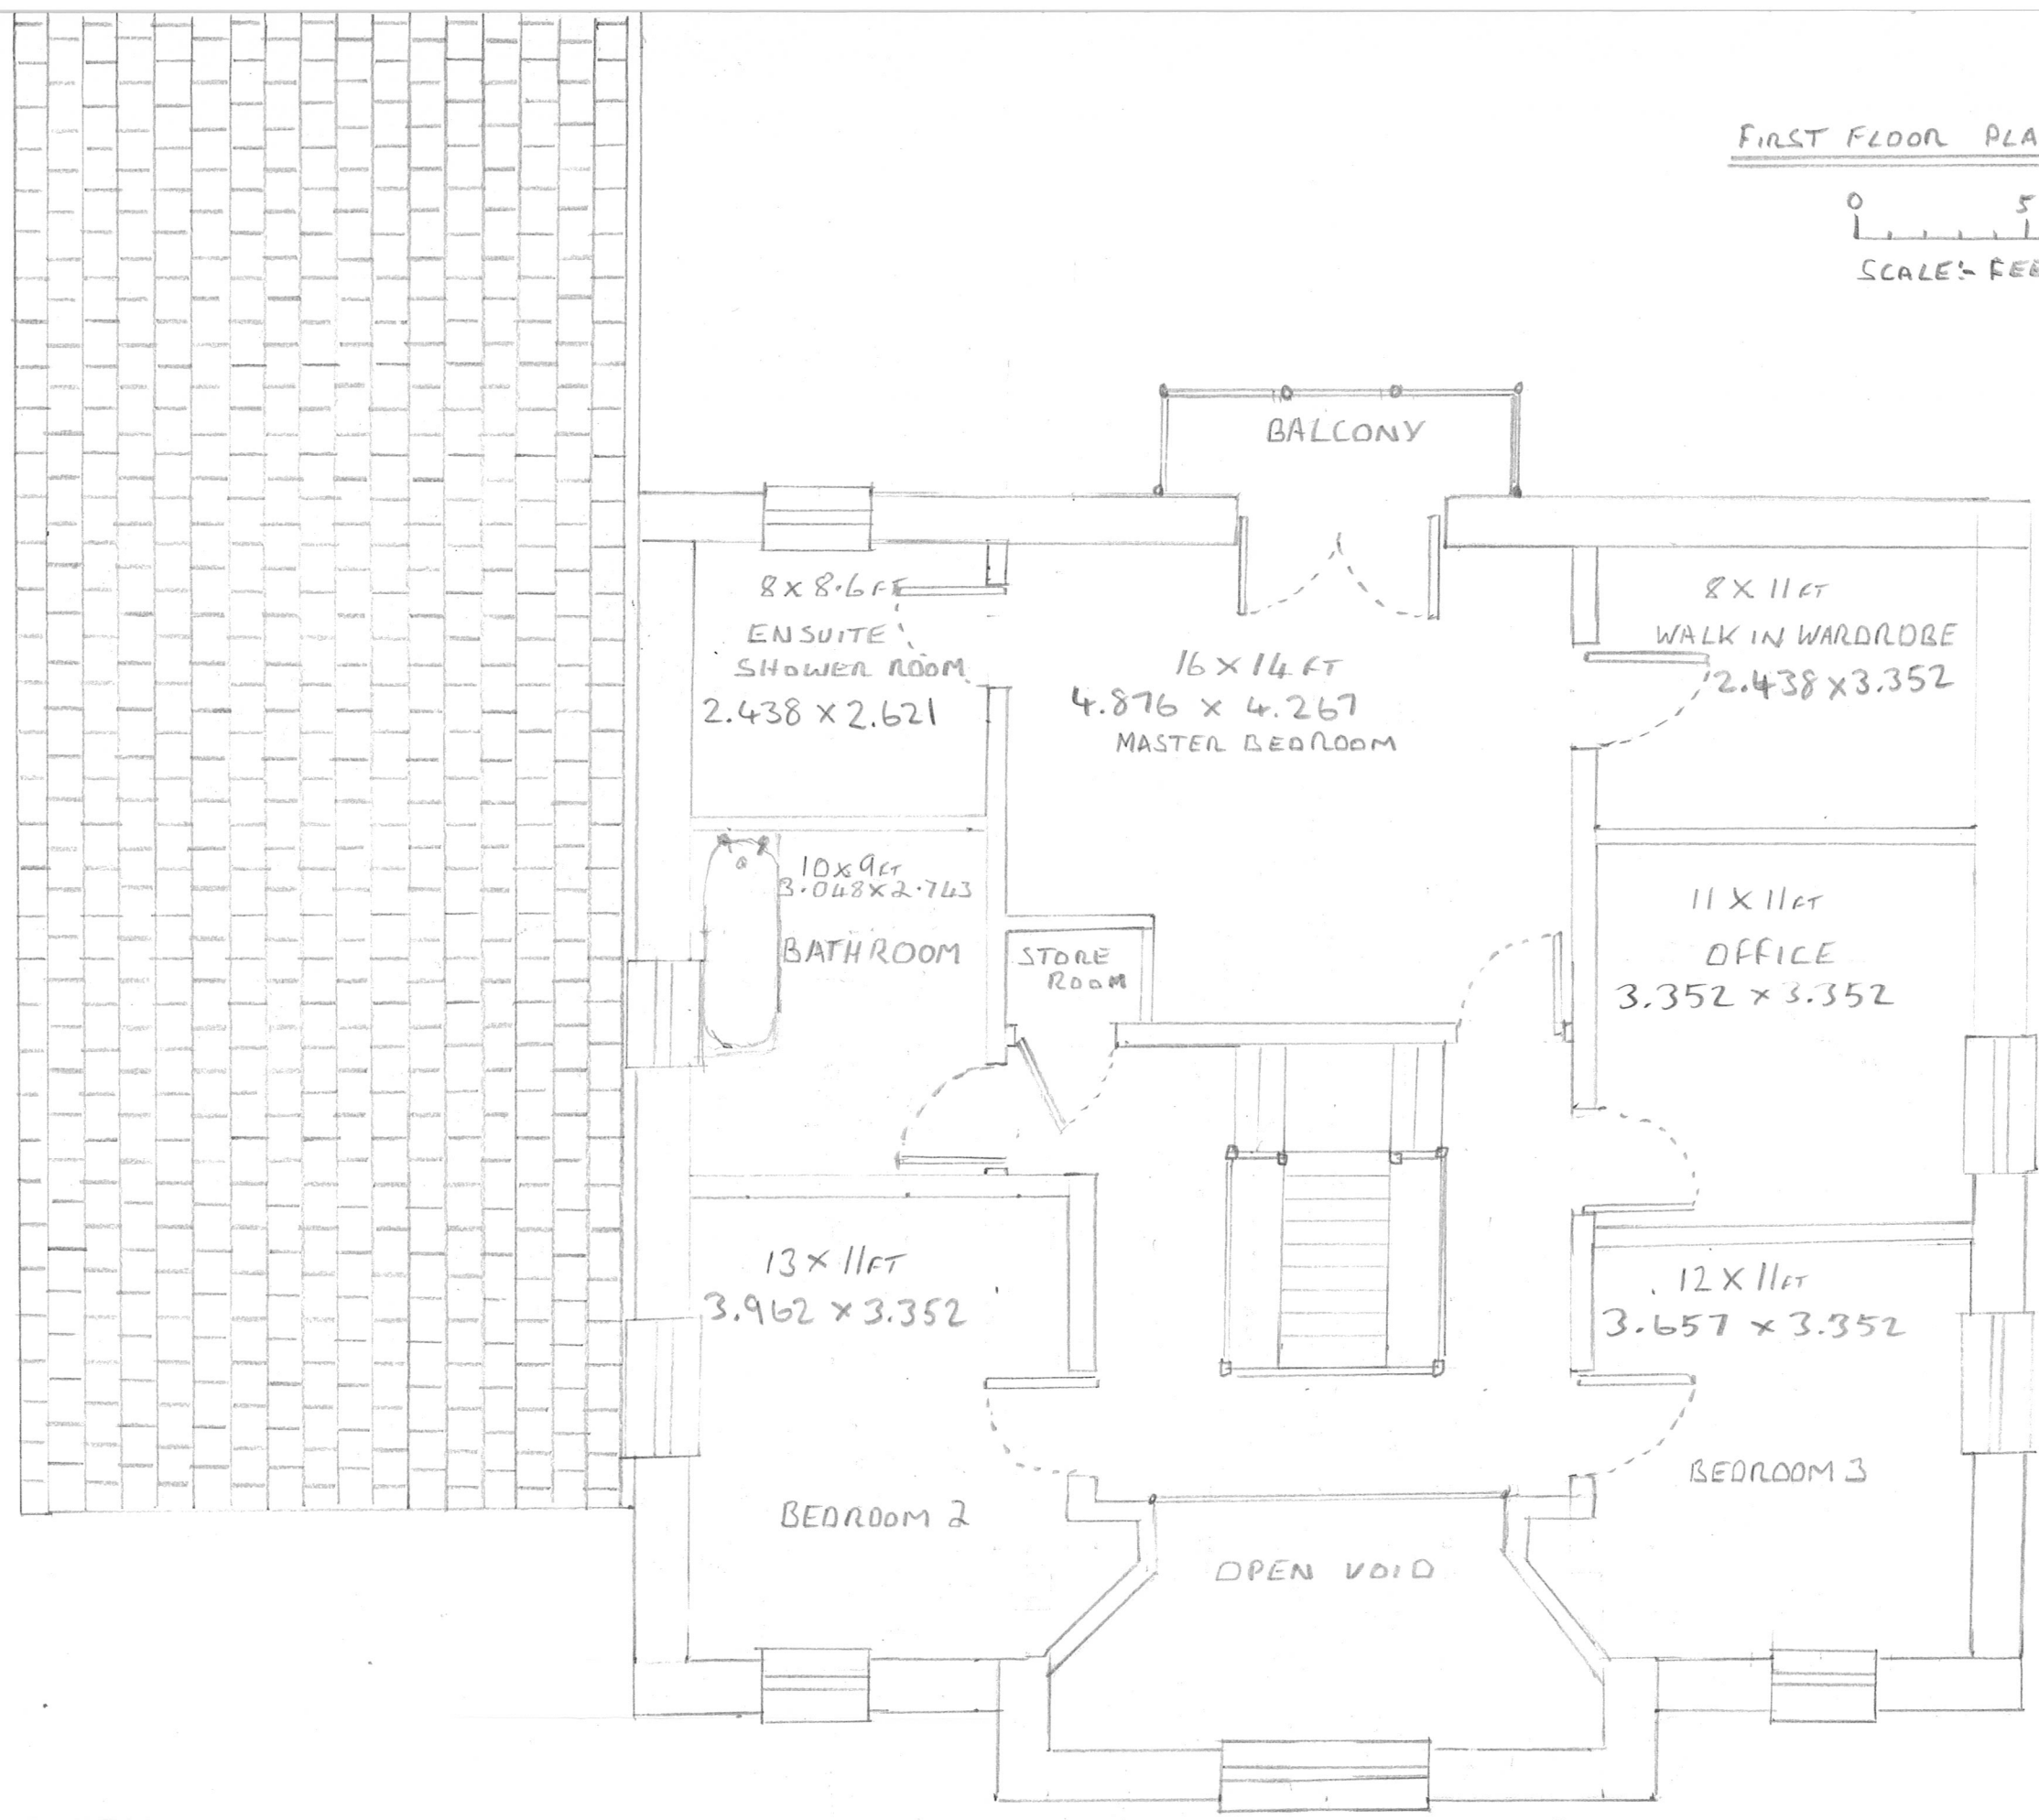 FIRST FLOOR PLA
0 5
SCALE:- FEE
BALCONY
8 X 8.6 FT
ENSUITE
SHOWER ROOM
2.438 X 2.621
16 X 14 FT
4.876 X 4.267
MASTER BEDROOM
8 X 11 FT
WALK IN WARDROBE
2.438 X 3.352
10 X 9 FT
3.048 X 2.743
BATHROOM
STORE
ROOM
11 X 11 FT
OFFICE
3.352 X 3.352
13 X 11 FT
3.962 X 3.352
BEDROOM 2
12 X 11 FT
3.657 X 3.352
BEDROOM 3
OPEN VOID